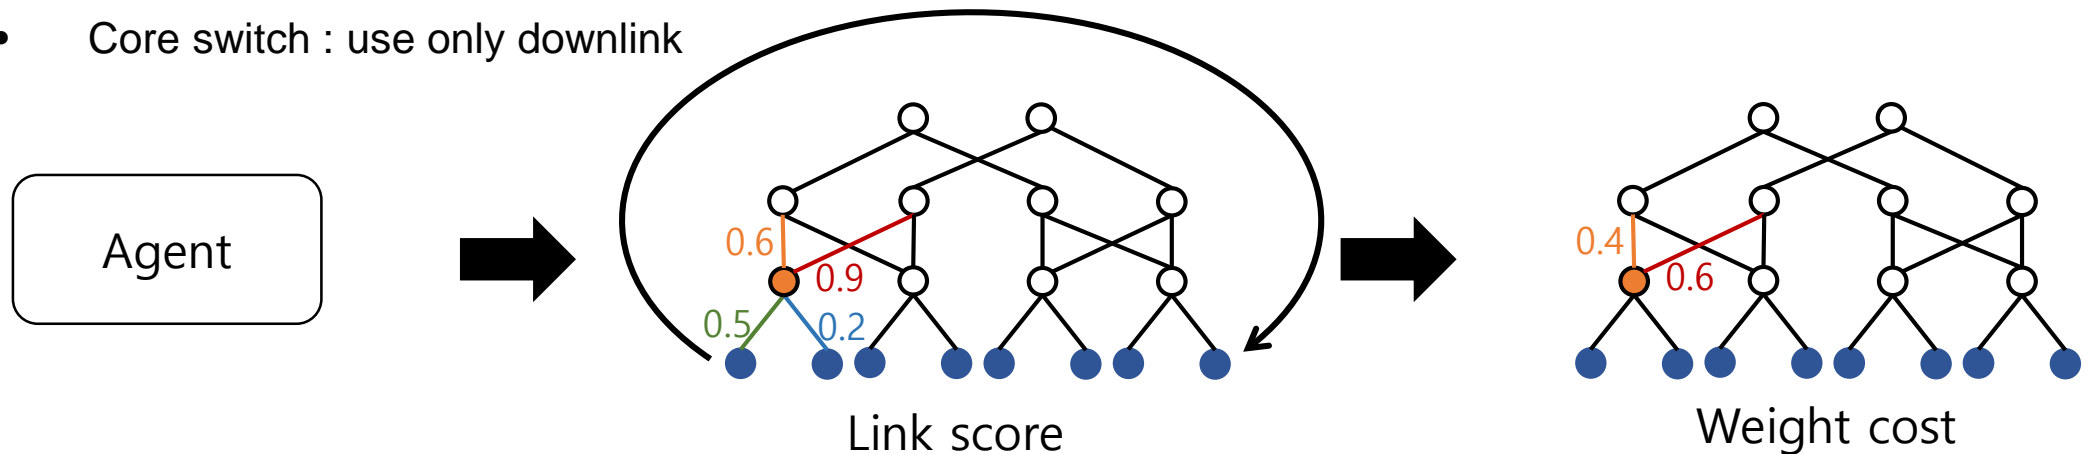 • Core switch : use only downlink
Agent
0.6
0.9
0.5
0.2
Link score
0.4
0.6
Weight cost